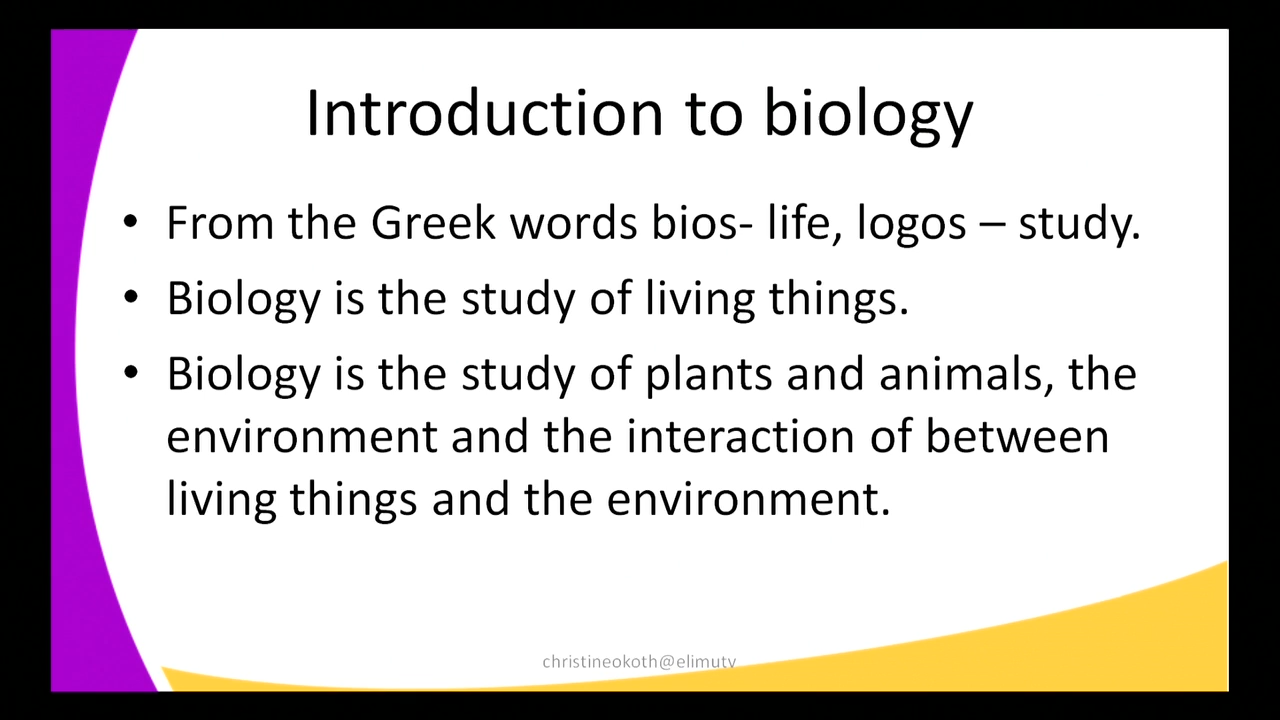 Introduction to biology
• From the Greek words bios- life, logos – study.
• Biology is the study of living things.
• Biology is the study of plants and animals, the
environment and the interaction of between
living things and the environment.
christineokoth@elimutv